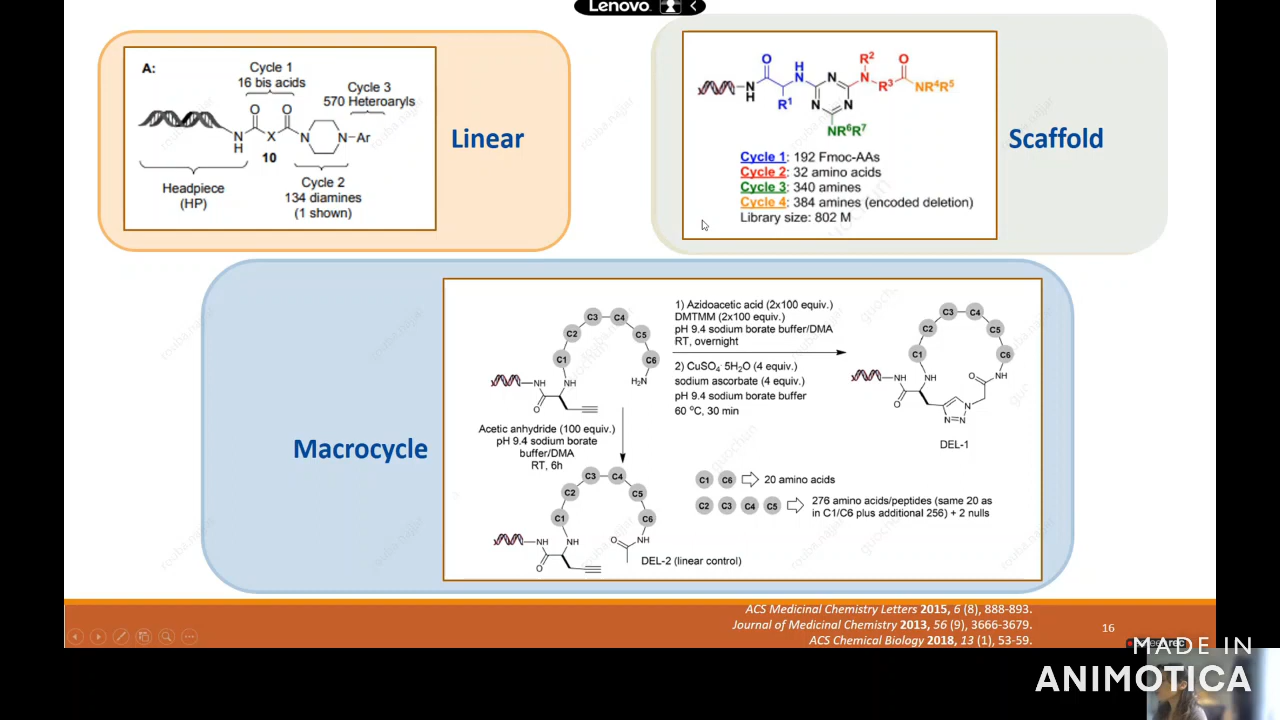 Lenovo
A:
Cycle 1
16 bis acids
Cycle 3
570 Heteroaryls
O O
N H X N N-Ar
10
Headpiece
(HP)
Cycle 2
134 diamines
(1 shown)
Linear
O H N R¹ N H N N N R² N R³ O NR⁴R⁵
NR⁶R⁷
Cycle 1: 192 Fmoc-AAs
Cycle 2: 32 amino acids
Cycle 3: 340 amines
Cycle 4: 384 amines (encoded deletion)
Library size: 802 M
Scaffold
Macrocycle
C1 C2 C3 C4 C5 C6
NH NH H₂N
O
1) Azidoacetic acid (2x100 equiv.)
DMTMM (2x100 equiv.)
pH 9.4 sodium borate buffer/DMA
RT, overnight
2) CuSO₄·5H₂O (4 equiv.)
sodium ascorbate (4 equiv.)
pH 9.4 sodium borate buffer
60 ºC, 30 min
C1 C2 C3 C4 C5 C6
NH NH O NH
O N N=N
DEL-1
Acetic anhydride (100 equiv.)
pH 9.4 sodium borate
buffer/DMA
RT, 6h
C1 C2 C3 C4 C5 C6
NH NH O NH
O
DEL-2 (linear control)
C1 C6 20 amino acids
C2 C3 C4 C5 276 amino acids/peptides (same 20 as
in C1/C6 plus additional 256) + 2 nulls
ACS Medicinal Chemistry Letters 2015, 6 (8), 888-893.
Journal of Medicinal Chemistry 2013, 56 (9), 3666-3679.
ACS Chemical Biology 2018, 13 (1), 53-59.
16
MADE IN
ANIMOTICA